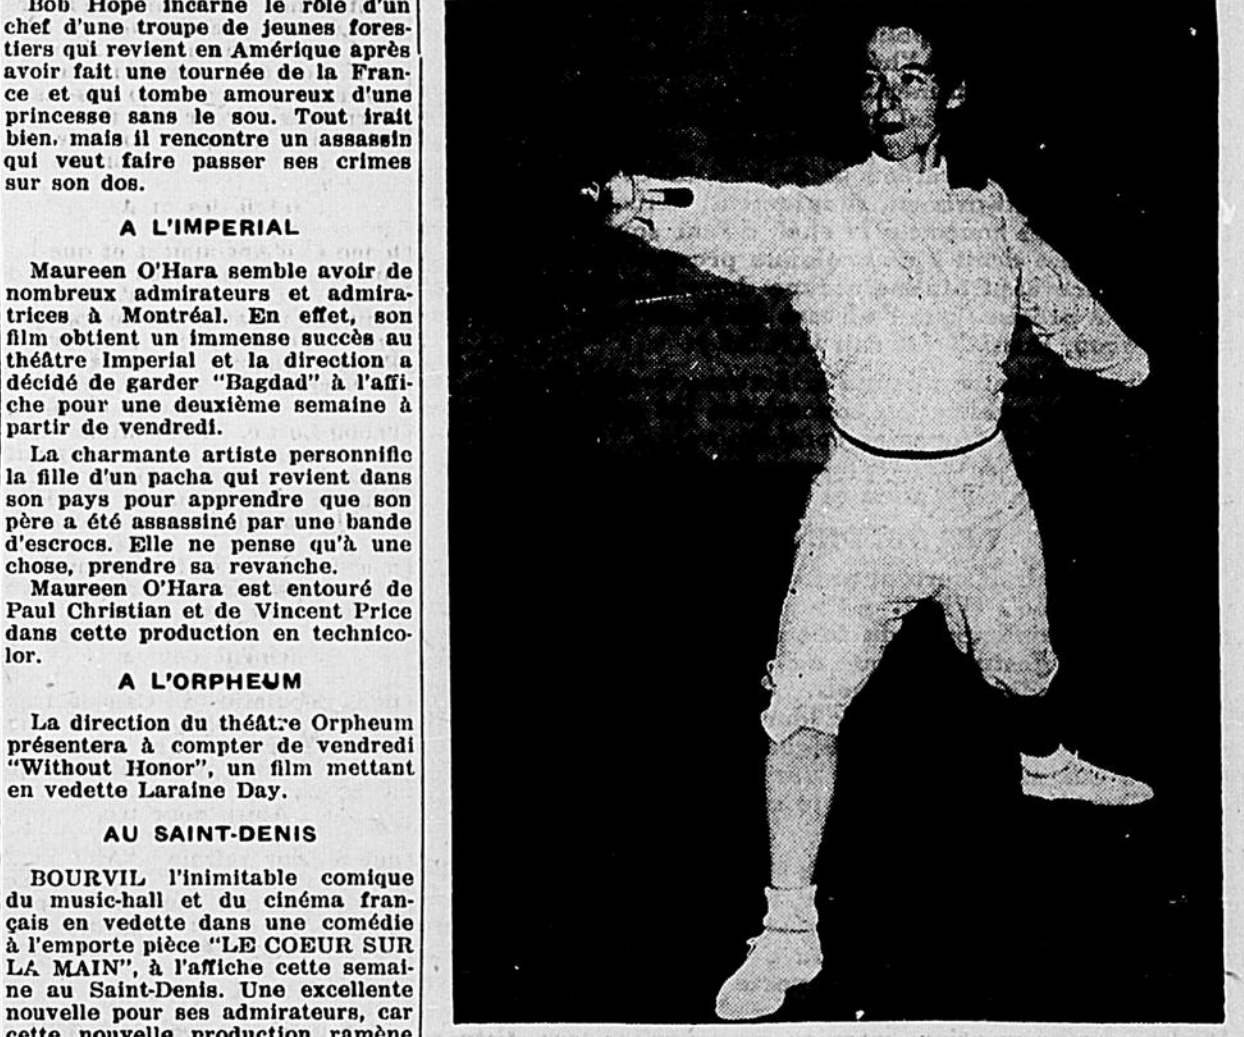 Bob Hope incarne le rôle d'un
chef d'une troupe de jeunes fores-
tiers qui revient en Amérique après
avoir fait une tournée de la Fran-
ce et qui tombe amoureux d'une
princesse sans le sou. Tout irait
bien, mais il rencontre un assassin
qui veut faire passer ses crimes
sur son dos.
A L'IMPERIAL
Maureen O'Hara semble avoir de
nombreux admirateurs et admira-
trices à Montréal. En effet, son
film obtient un immense succès au
théâtre Imperial et la direction a
décidé de garder "Bagdad" à l'affi-
che pour une deuxième semaine à
partir de vendredi.
La charmante artiste personnifie
la fille d'un pacha qui revient dans
son pays pour apprendre que son
père a été assassiné par une bande
d'escrocs. Elle ne pense qu'à une
chose, prendre sa revanche.
Maureen O'Hara est entouré de
Paul Christian et de Vincent Price
dans cette production en technico-
lor.
A L'ORPHEUM
La direction du théâtre Orpheum
présentera à compter de vendredi
"Without Honor", un film mettant
en vedette Laraine Day.
AU SAINT-DENIS
BOURVIL l'inimitable comique
du music-hall et du cinéma fran-
çais en vedette dans une comédie
à l'emporte pièce "LE COEUR SUR
LA MAIN", à l'affiche cette semai-
ne au Saint-Denis. Une excellente
nouvelle pour ses admirateurs, car
cette nouvelle production ramène